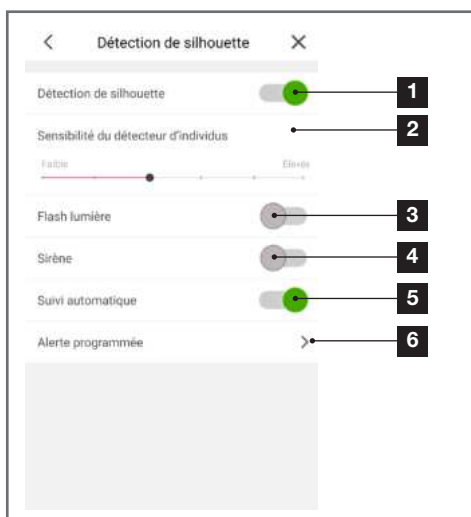 Détection de silhouette
Détection de silhouette 1
Sensibilité du détecteur d'individus 2
Faible Élevés
Flash lumière 3
Sirène 4
Suivi automatique 5
Alerte programmée 6